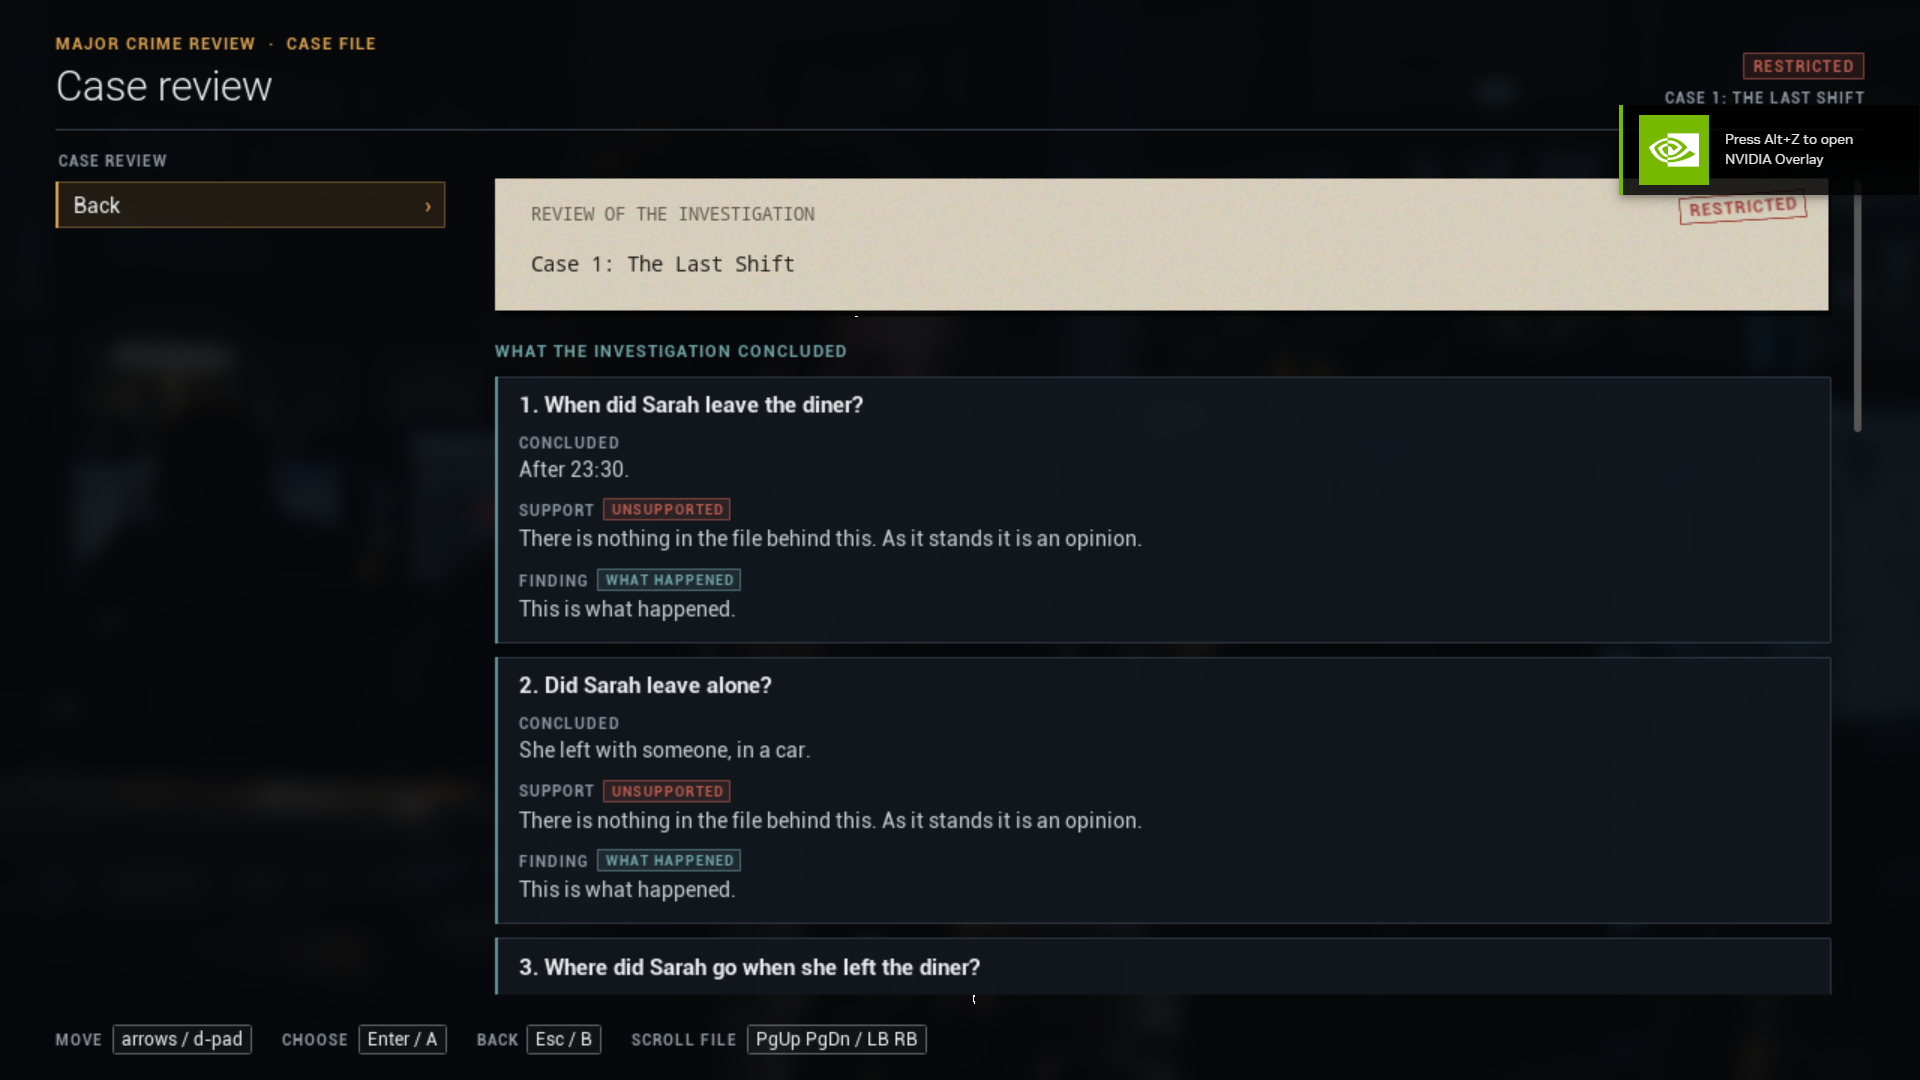 MAJOR CRIME REVIEW · CASE FILE
Case review
RESTRICTED
CASE 1: THE LAST SHIFT
Press Alt+Z to open
NVIDIA Overlay
CASE REVIEW
Back ›
REVIEW OF THE INVESTIGATION
RESTRICTED
Case 1: The Last Shift
WHAT THE INVESTIGATION CONCLUDED
1. When did Sarah leave the diner?
CONCLUDED
After 23:30.
SUPPORT UNSUPPORTED
There is nothing in the file behind this. As it stands it is an opinion.
FINDING WHAT HAPPENED
This is what happened.
2. Did Sarah leave alone?
CONCLUDED
She left with someone, in a car.
SUPPORT UNSUPPORTED
There is nothing in the file behind this. As it stands it is an opinion.
FINDING WHAT HAPPENED
This is what happened.
3. Where did Sarah go when she left the diner?
MOVE arrows / d-pad CHOOSE Enter / A BACK Esc / B SCROLL FILE PgUp PgDn / LB RB